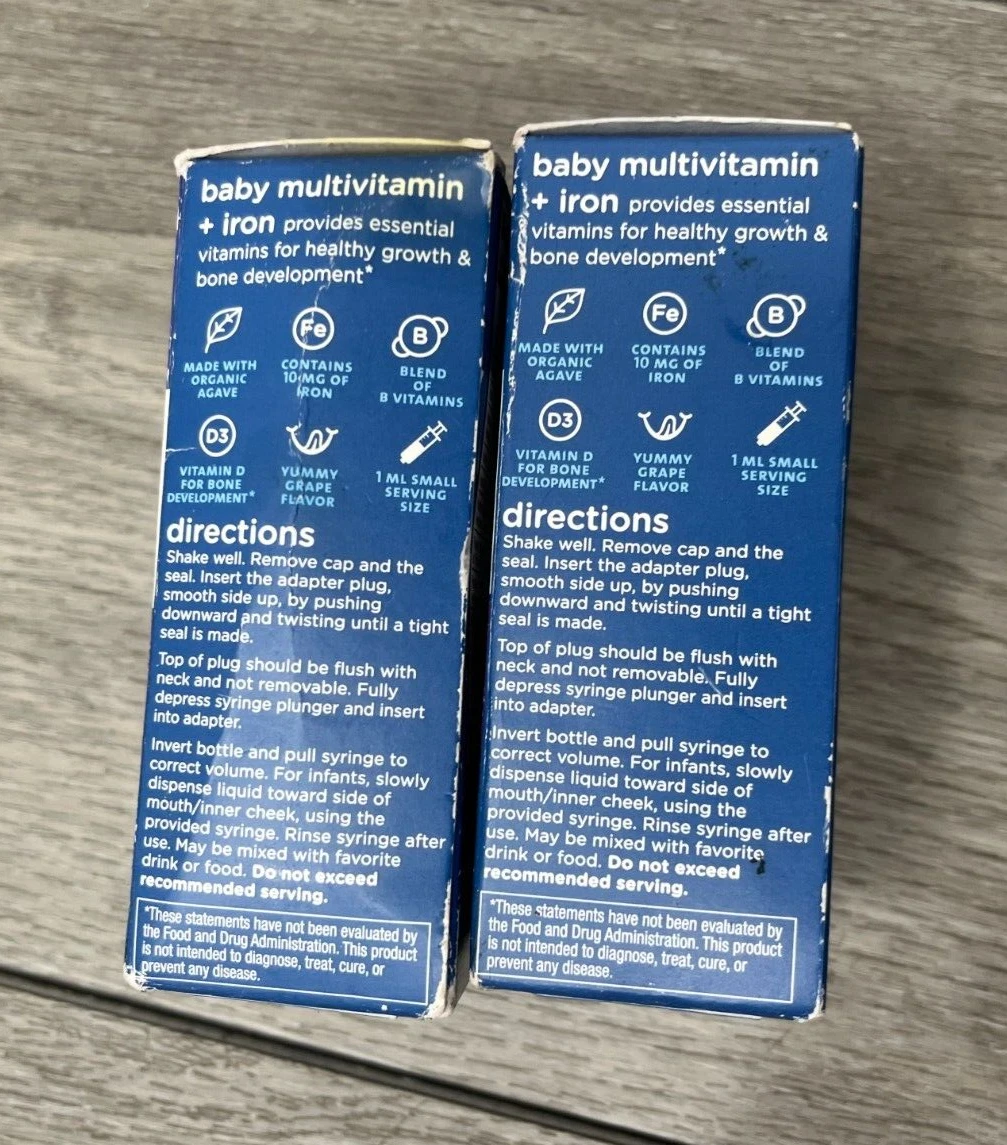 baby multivitamin
+ iron provides essential
vitamins for healthy growth &
bone development*
Fe
B
MADE WITH
ORGANIC
AGAVE
CONTAINS
10 MG OF
IRON
BLEND
OF
B VITAMINS
D3
VITAMIN D
FOR BONE
DEVELOPMENT*
YUMMY
GRAPE
FLAVOR
1 ML SMALL
SERVING
SIZE
directions
Shake well. Remove cap and the
seal. Insert the adapter plug,
smooth side up, by pushing
downward and twisting until a tight
seal is made.
Top of plug should be flush with
neck and not removable. Fully
depress syringe plunger and insert
into adapter.
Invert bottle and pull syringe to
correct volume. For infants, slowly
dispense liquid toward side of
mouth/inner cheek, using the
provided syringe. Rinse syringe after
use. May be mixed with favorite
drink or food. Do not exceed
recommended serving.
*These statements have not been evaluated by
the Food and Drug Administration. This product
is not intended to diagnose, treat, cure, or
prevent any disease.
baby multivitamin
+ iron provides essential
vitamins for healthy growth &
bone development*
Fe
B
MADE WITH
ORGANIC
AGAVE
CONTAINS
10 MG OF
IRON
BLEND
OF
B VITAMINS
D3
VITAMIN D
FOR BONE
DEVELOPMENT*
YUMMY
GRAPE
FLAVOR
1 ML SMALL
SERVING
SIZE
directions
Shake well. Remove cap and the
seal. Insert the adapter plug,
smooth side up, by pushing
downward and twisting until a tight
seal is made.
Top of plug should be flush with
neck and not removable. Fully
depress syringe plunger and insert
into adapter.
Invert bottle and pull syringe to
correct volume. For infants, slowly
dispense liquid toward side of
mouth/inner cheek, using the
provided syringe. Rinse syringe after
use. May be mixed with favorite
drink or food. Do not exceed
recommended serving.
*These statements have not been evaluated by
the Food and Drug Administration. This product
is not intended to diagnose, treat, cure, or
prevent any disease.